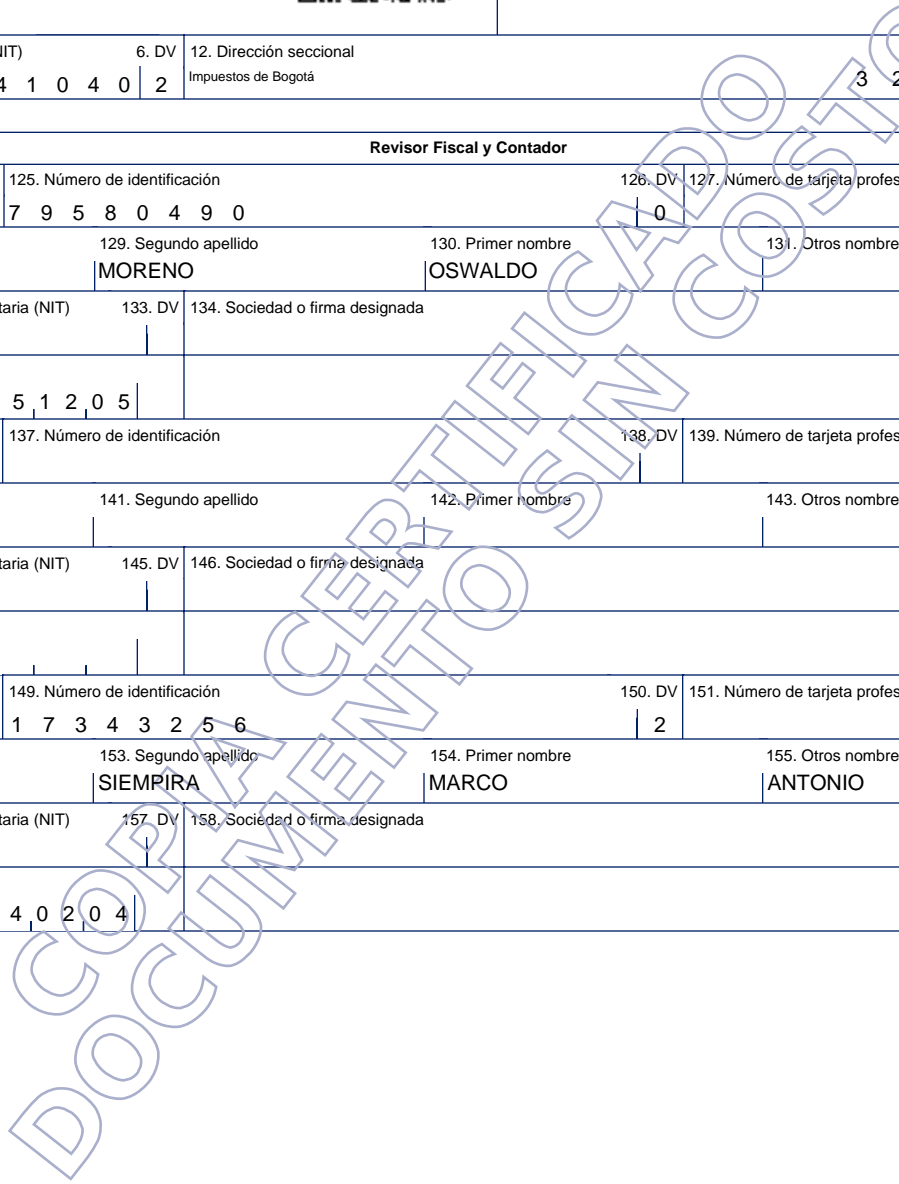 NIT) 6. DV 12. Dirección seccional
4 1 0 4 0 2 Impuestos de Bogotá 3 2
Revisor Fiscal y Contador
125. Número de identificación 126. DV 127. Número de tarjeta profes
7 9 5 8 0 4 9 0 0
129. Segundo apellido 130. Primer nombre 131. Otros nombre
MORENO OSWALDO
taria (NIT) 133. DV 134. Sociedad o firma designada
5 1 2 0 5
137. Número de identificación 138. DV 139. Número de tarjeta profes
141. Segundo apellido 142. Primer nombre 143. Otros nombre
taria (NIT) 145. DV 146. Sociedad o firma designada
149. Número de identificación 150. DV 151. Número de tarjeta profes
1 7 3 4 3 2 5 6 2
153. Segundo apellido 154. Primer nombre 155. Otros nombre
SIEMPIRA MARCO ANTONIO
taria (NIT) 157. DV 158. Sociedad o firma designada
4 0 2 0 4
COPIA CERTIFICADO
DOCUMENTO SIN COSTO